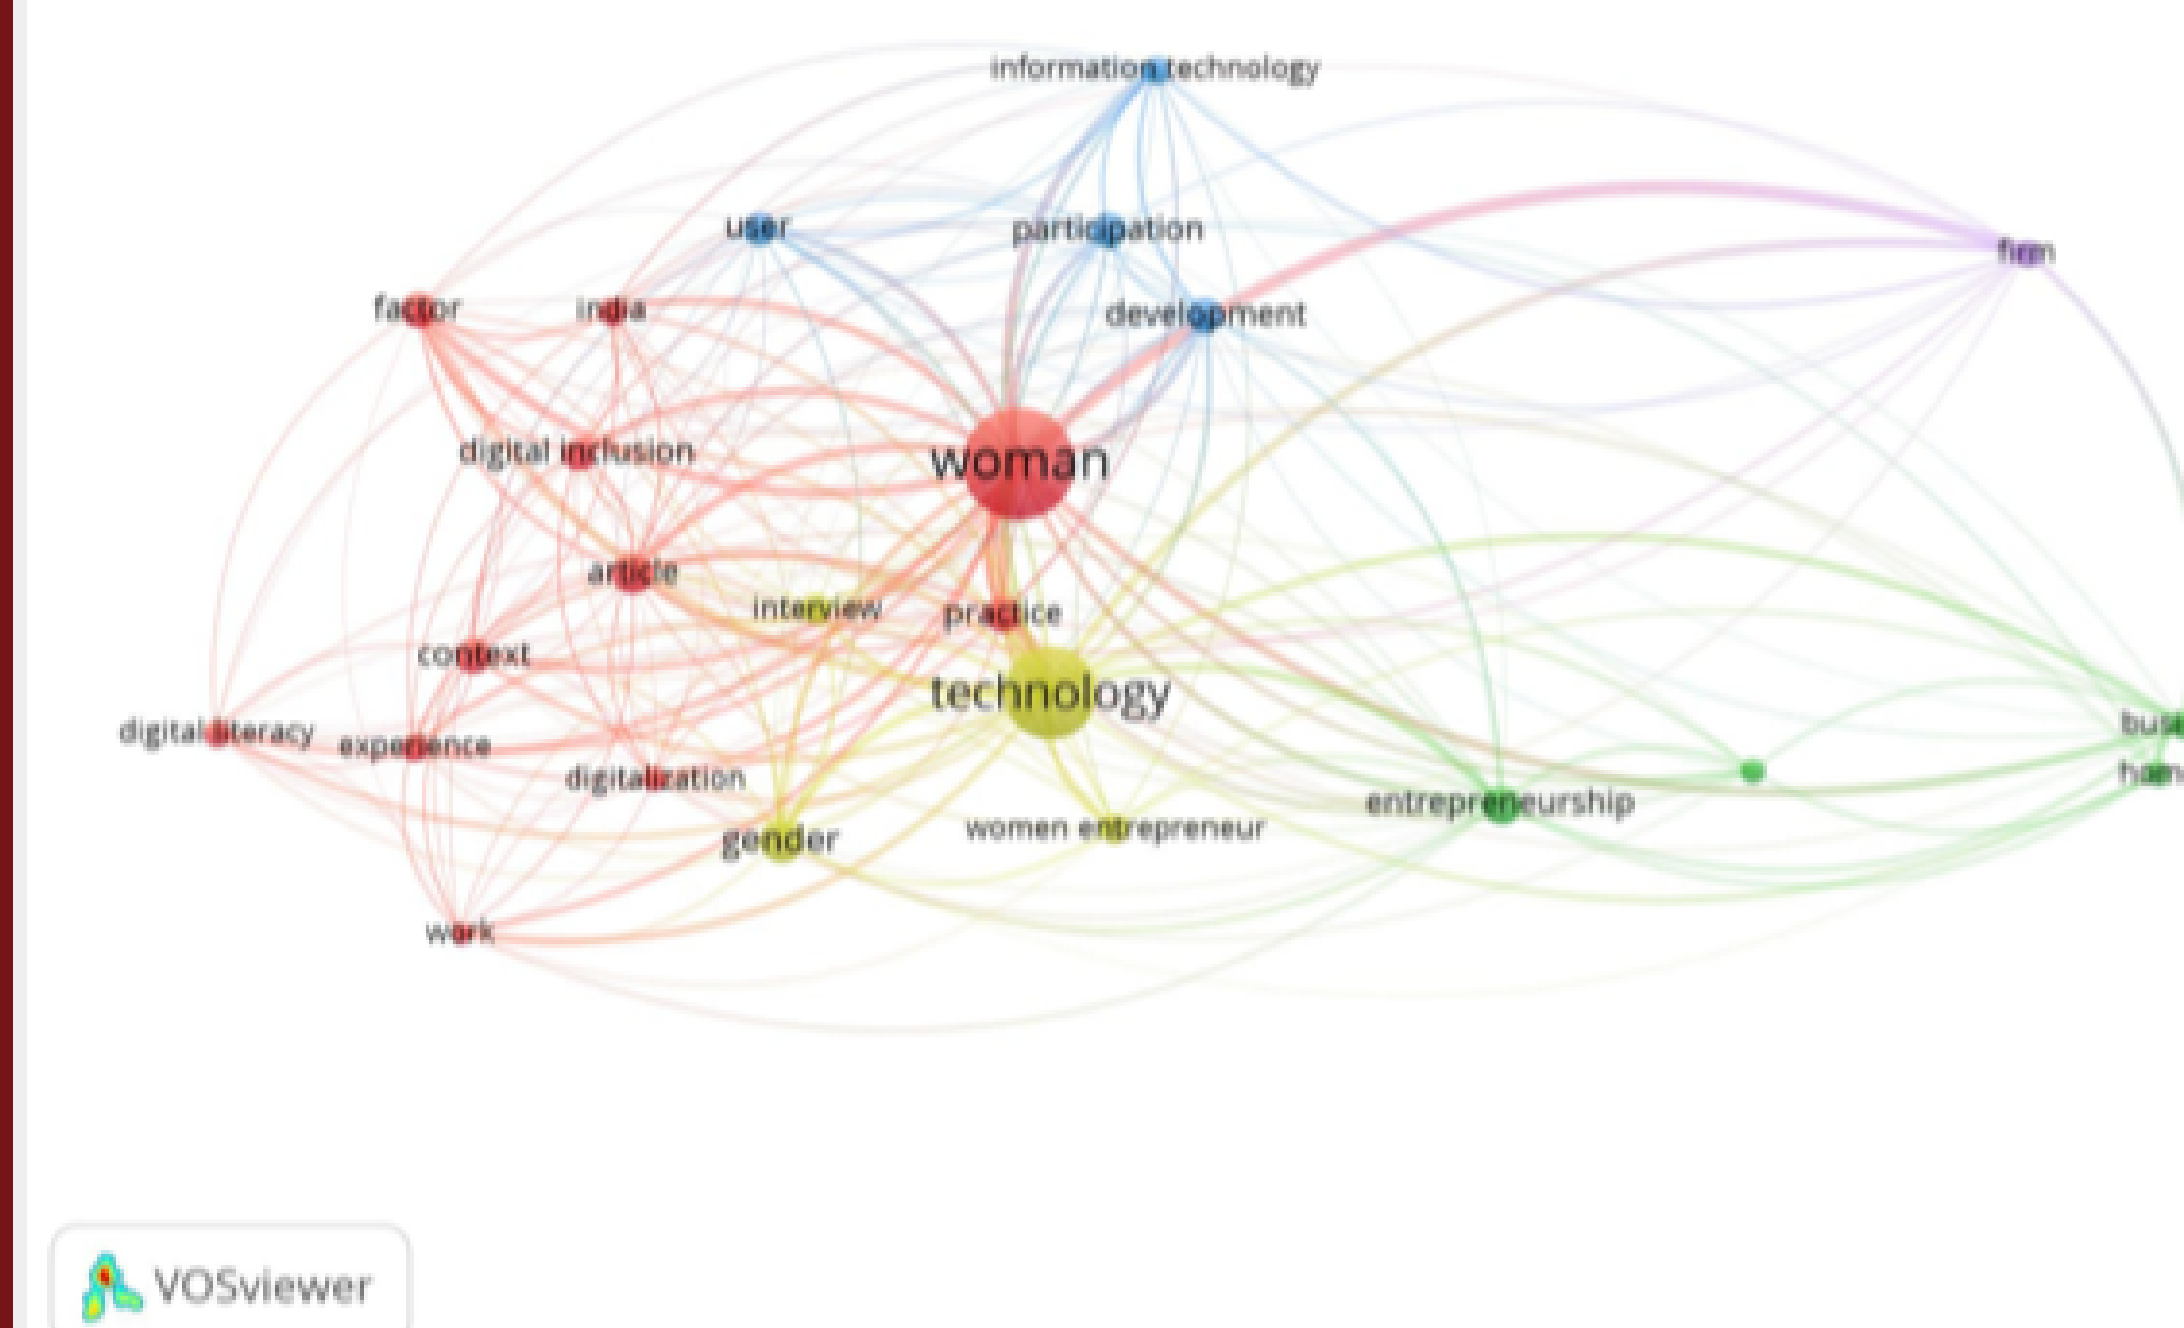 information technology
user
participation
firm
factor
india
development
digital inclusion
woman
article
interview
practice
context
technology
digital literacy
experience
digitalization
entrepreneurship
gender
women entrepreneur
work
VOSviewer